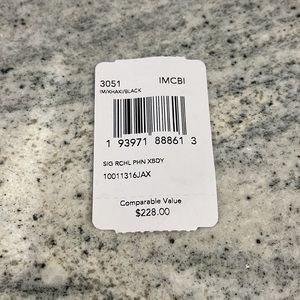 3051 IMCBI
IM/KHAKI/BLACK
1 93971 88861 3
SIG RCHL PHN XBDY
10011316JAX
Comparable Value
$228.00